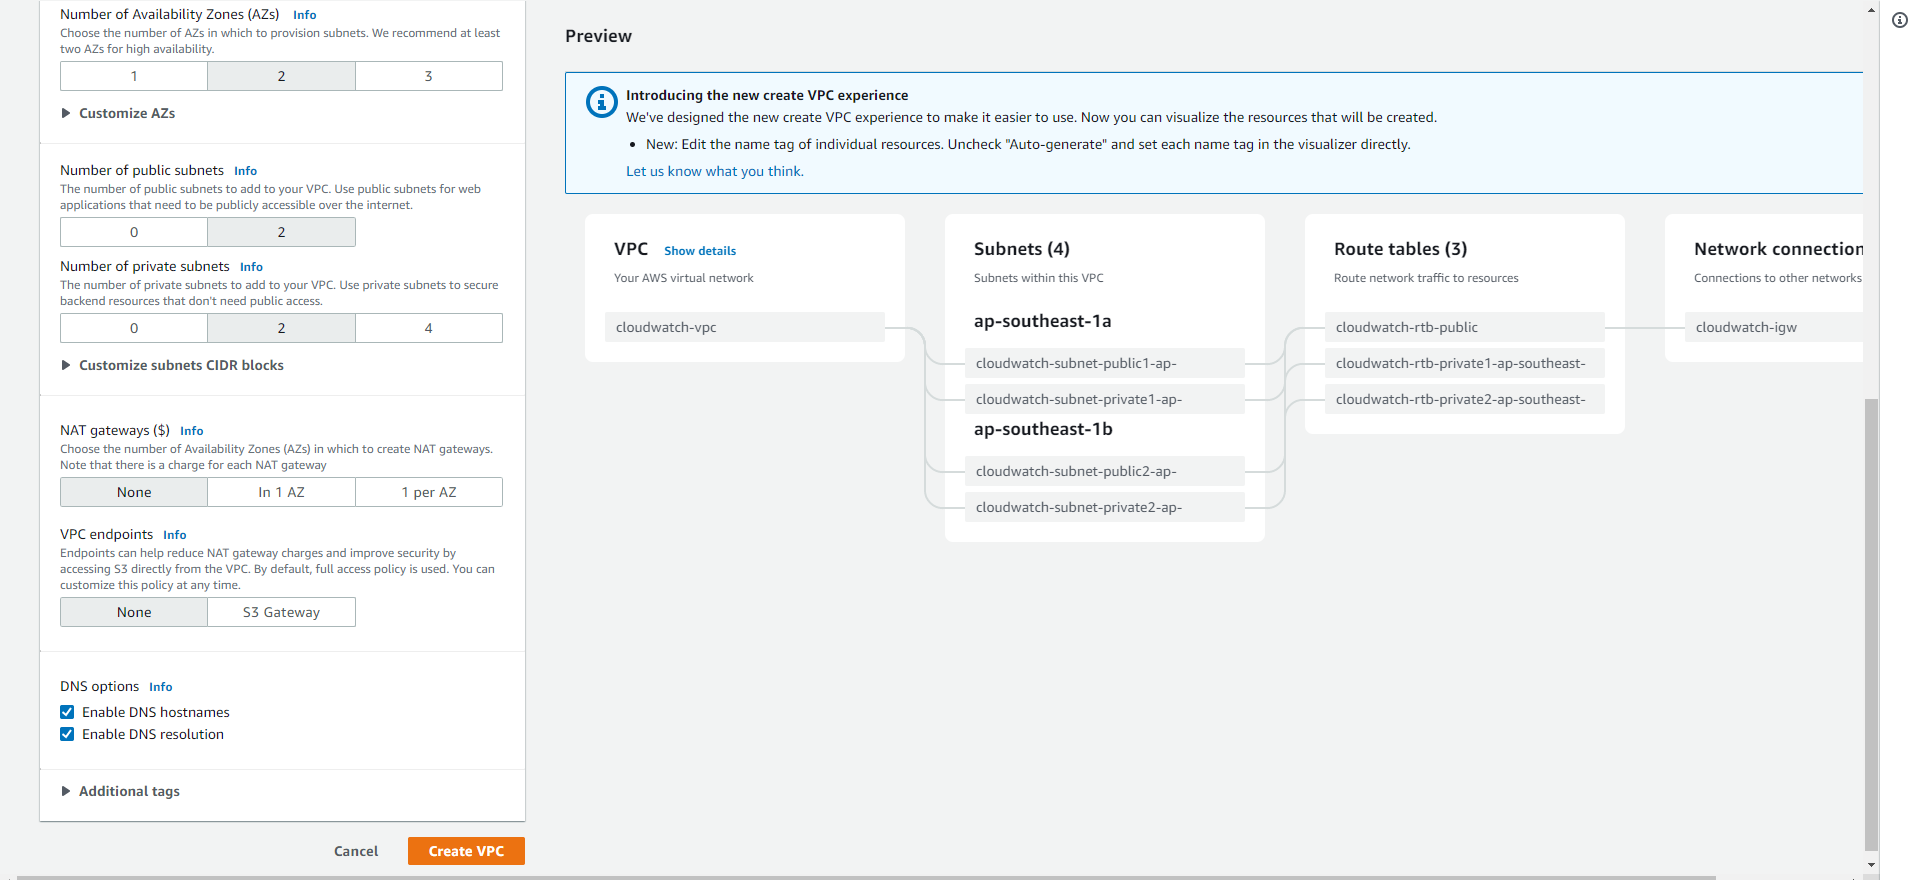 Number of Availability Zones (AZs) Info
Choose the number of AZs in which to provision subnets. We recommend at least
two AZs for high availability.
1 2 3
Customize AZs
Number of public subnets Info
The number of public subnets to add to your VPC. Use public subnets for web
applications that need to be publicly accessible over the internet.
0 2
Number of private subnets Info
The number of private subnets to add to your VPC. Use private subnets to secure
backend resources that don't need public access.
0 2 4
Customize subnets CIDR blocks
NAT gateways ($) Info
Choose the number of Availability Zones (AZs) in which to create NAT gateways.
Note that there is a charge for each NAT gateway
None In 1 AZ 1 per AZ
VPC endpoints Info
Endpoints can help reduce NAT gateway charges and improve security by
accessing S3 directly from the VPC. By default, full access policy is used. You can
customize this policy at any time.
None S3 Gateway
DNS options Info
Enable DNS hostnames
Enable DNS resolution
Additional tags
Cancel Create VPC
Preview
Introducing the new create VPC experience
We've designed the new create VPC experience to make it easier to use. Now you can visualize the resources that will be created.
• New: Edit the name tag of individual resources. Uncheck "Auto-generate" and set each name tag in the visualizer directly.
Let us know what you think.
VPC Show details
Your AWS virtual network
cloudwatch-vpc
Subnets (4)
Subnets within this VPC
ap-southeast-1a
cloudwatch-subnet-public1-ap-
cloudwatch-subnet-private1-ap-
ap-southeast-1b
cloudwatch-subnet-public2-ap-
cloudwatch-subnet-private2-ap-
Route tables (3)
Route network traffic to resources
cloudwatch-rtb-public
cloudwatch-rtb-private1-ap-southeast-
cloudwatch-rtb-private2-ap-southeast-
Network connection
Connections to other networks
cloudwatch-igw